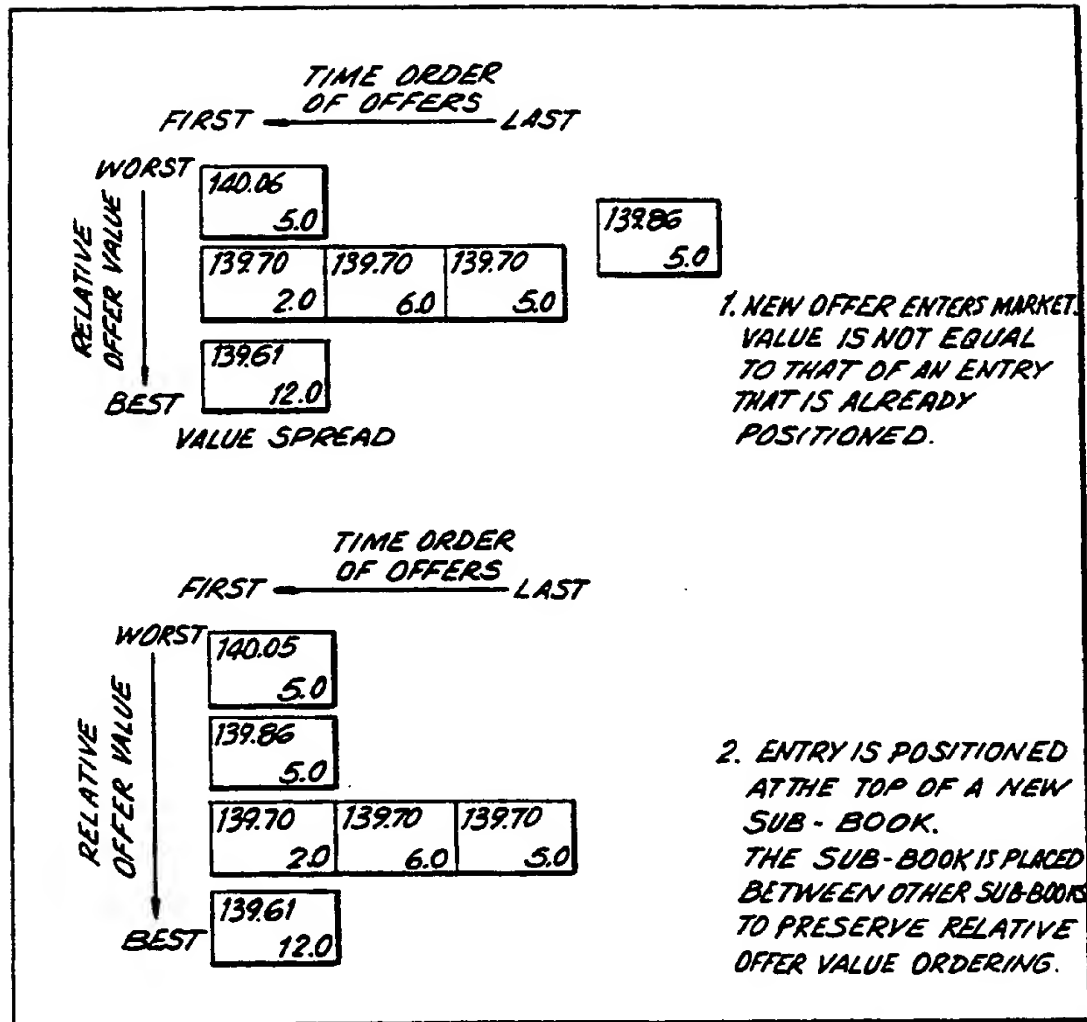 TIME ORDER
OF OFFERS
FIRST LAST
WORST
RELATIVE
OFFER VALUE
BEST
140.06
5.0
139.86
5.0
139.70 139.70 139.70
2.0 6.0 5.0
139.61
12.0
VALUE SPREAD
1. NEW OFFER ENTERS MARKET.
VALUE IS NOT EQUAL
TO THAT OF AN ENTRY
THAT IS ALREADY
POSITIONED.
TIME ORDER
OF OFFERS
FIRST LAST
WORST
RELATIVE
OFFER VALUE
BEST
140.05
5.0
139.86
5.0
139.70 139.70 139.70
2.0 6.0 5.0
139.61
12.0
2. ENTRY IS POSITIONED
AT THE TOP OF A NEW
SUB-BOOK.
THE SUB-BOOK IS PLACED
BETWEEN OTHER SUB-BOOKS
TO PRESERVE RELATIVE
OFFER VALUE ORDERING.